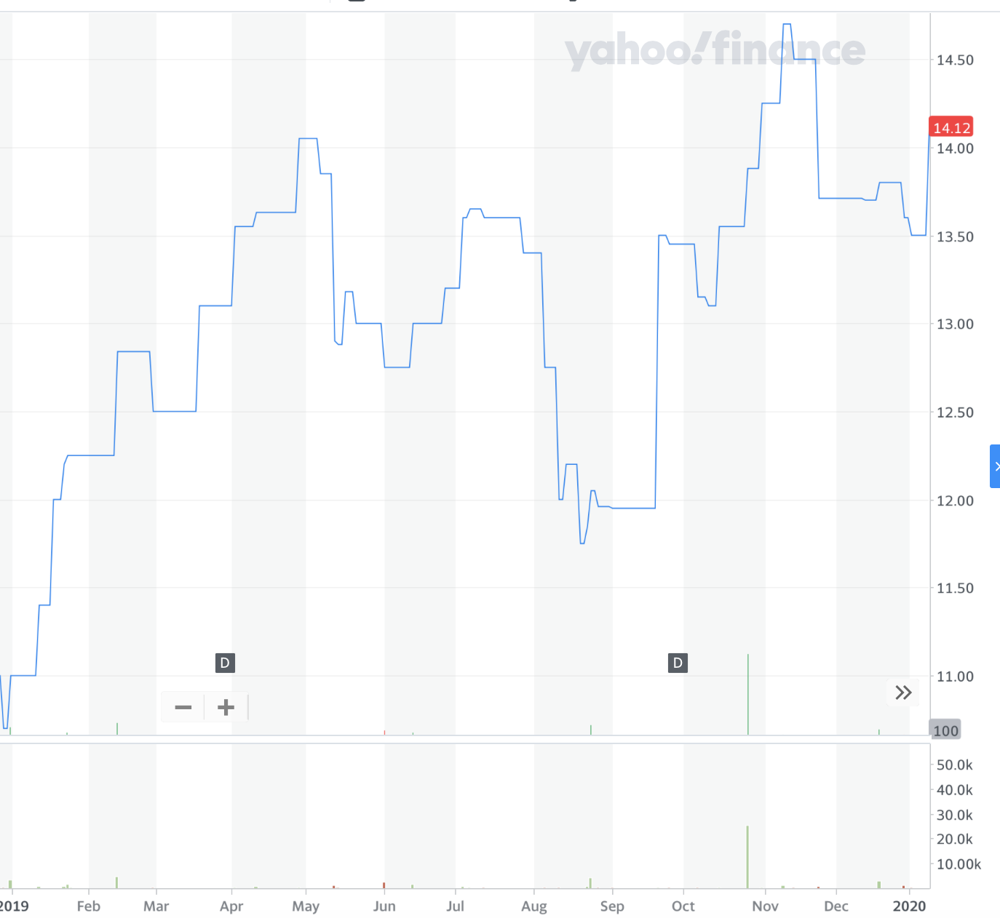 yahoo!finance
14.50
14.12
14.00
13.50
13.00
12.50
12.00
11.50
D
D
11.00
100
50.0k
40.0k
30.0k
20.0k
10.00k
2019 Feb Mar Apr May Jun Jul Aug Sep Oct Nov Dec 2020